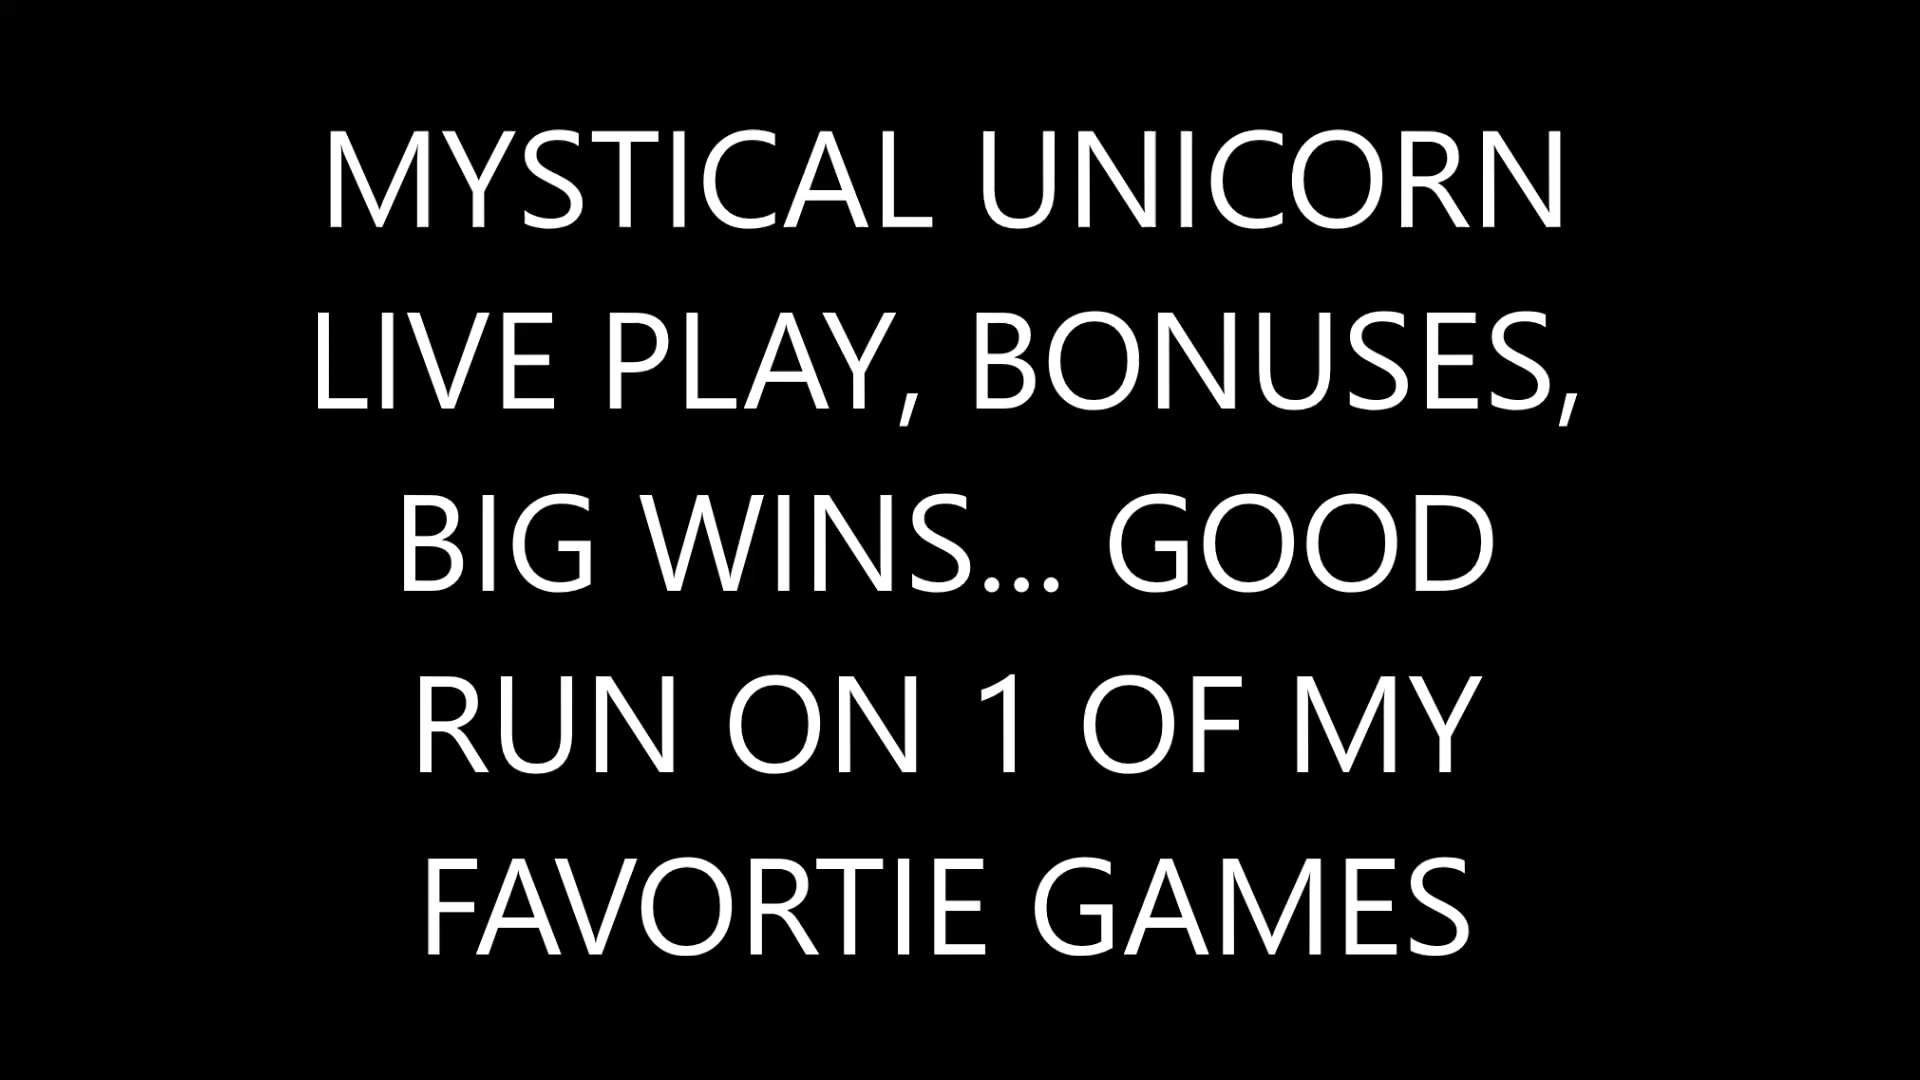 MYSTICAL UNICORN
LIVE PLAY, BONUSES,
BIG WINS... GOOD
RUN ON 1 OF MY
FAVORTIE GAMES